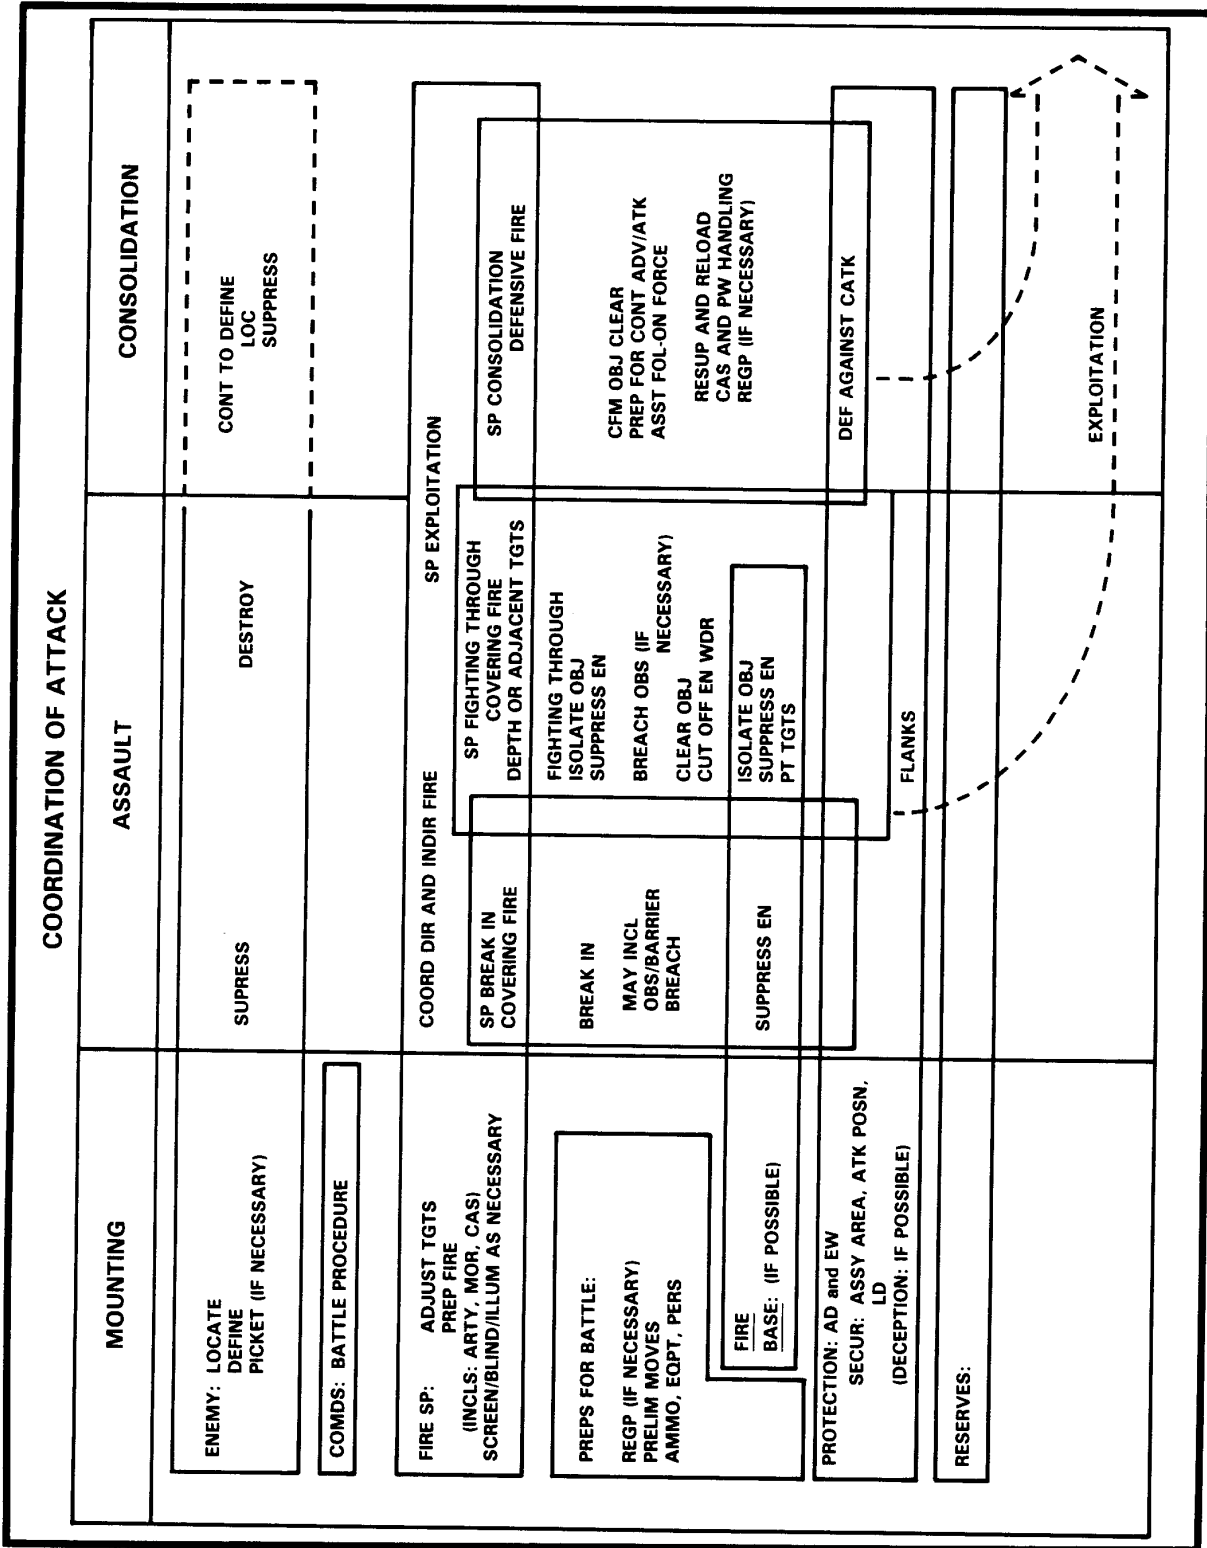 COORDINATION OF ATTACK
MOUNTING
ASSAULT
CONSOLIDATION
ENEMY: LOCATE
DEFINE
PICKET (IF NECESSARY)
SUPRESS
DESTROY
CONT TO DEFINE
LOC
SUPPRESS
COMDS: BATTLE PROCEDURE
FIRE SP: ADJUST TGTS
PREP FIRE
(INCLS: ARTY, MOR, CAS)
SCREEN/BLIND/ILLUM AS NECESSARY
COORD DIR AND INDIR FIRE
SP EXPLOITATION
SP BREAK IN
COVERING FIRE
SP FIGHTING THROUGH
COVERING FIRE
DEPTH OR ADJACENT TGTS
SP CONSOLIDATION
DEFENSIVE FIRE
PREPS FOR BATTLE:
REGP (IF NECESSARY)
PRELIM MOVES
AMMO, EQPT, PERS
BREAK IN
MAY INCL
OBS/BARRIER
BREACH
FIGHTING THROUGH
ISOLATE OBJ
SUPPRESS EN
BREACH OBS (IF
NECESSARY)
CLEAR OBJ
CUT OFF EN WDR
CFM OBJ CLEAR
PREP FOR CONT ADV/ATK
ASST FOL-ON FORCE
RESUP AND RELOAD
CAS AND PW HANDLING
REGP (IF NECESSARY)
FIRE
BASE: (IF POSSIBLE)
SUPPRESS EN
ISOLATE OBJ
SUPPRESS EN
PT TGTS
PROTECTION: AD and EW
SECUR: ASSY AREA, ATK POSN,
LD
(DECEPTION: IF POSSIBLE)
FLANKS
DEF AGAINST CATK
RESERVES:
EXPLOITATION